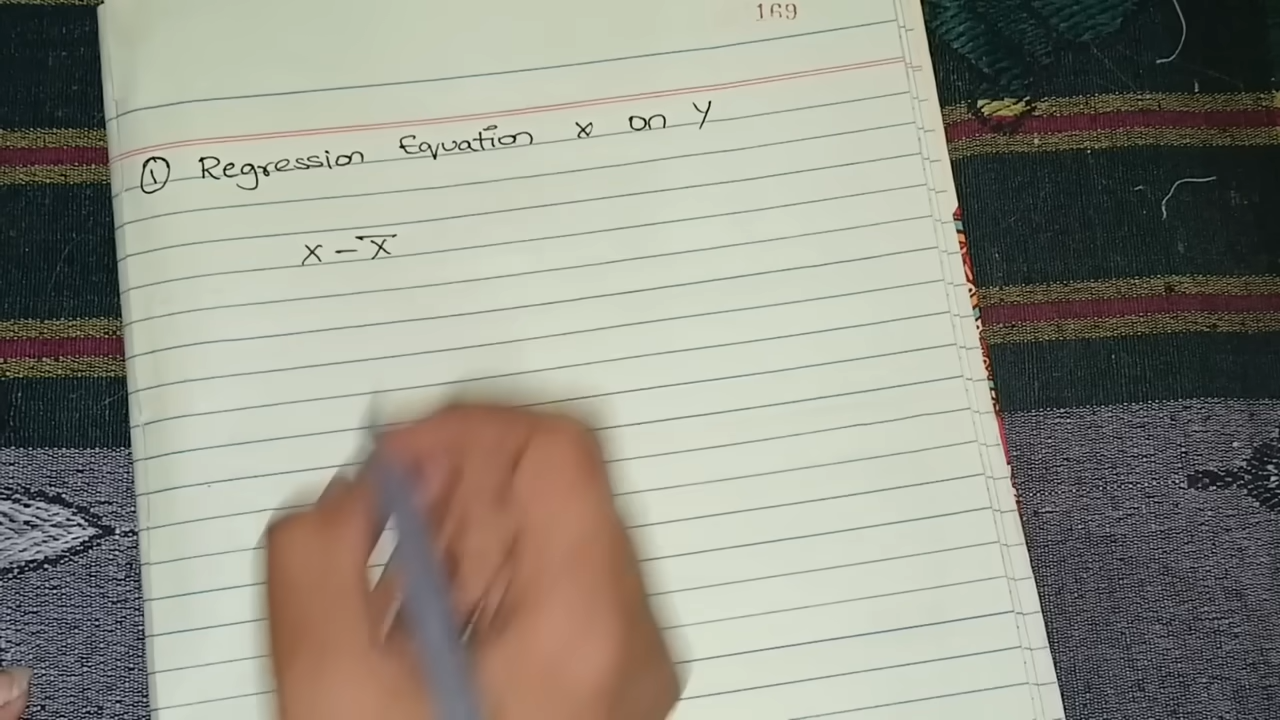 169
① Regression Equation x on y
x - x̄